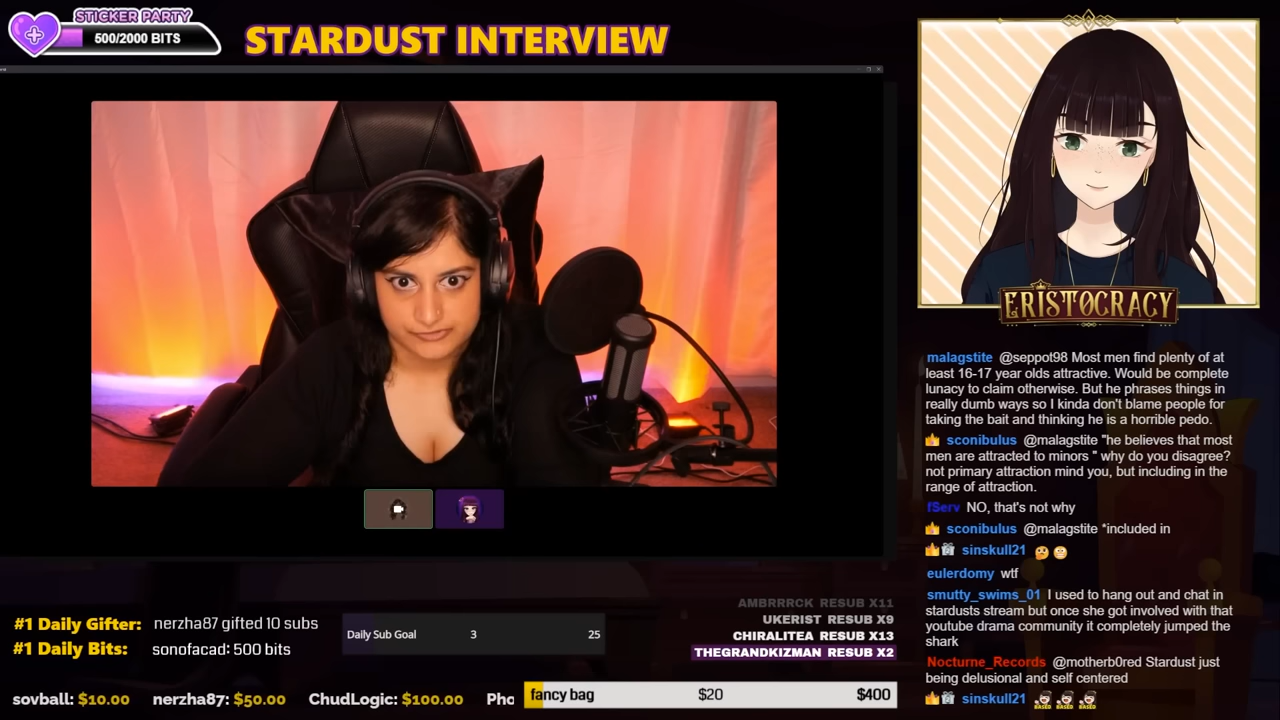 STICKER PARTY
500/2000 BITS
STARDUST INTERVIEW
ERISTOCRACY
malagstite @seppot98 Most men find plenty of at
least 16-17 year olds attractive. Would be complete
lunacy to claim otherwise. But he phrases things in
really dumb ways so I kinda don't blame people for
taking the bait and thinking he is a horrible pedo.
sconibulus @malagstite "he believes that most
men are attracted to minors " why do you disagree?
not primary attraction mind you, but including in the
range of attraction.
fServ NO, that's not why
sconibulus @malagstite *included in
sinskull21
eulerdomy wtf
smutty_swims_01 I used to hang out and chat in
stardusts stream but once she got involved with that
youtube drama community it completely jumped the
shark
Nocturne_Records @motherb0red Stardust just
being delusional and self centered
sinskull21
BASED BASED BASED
#1 Daily Gifter: nerzha87 gifted 10 subs
#1 Daily Bits: sonofacad: 500 bits
Daily Sub Goal 3 25
AMBRRRCK RESUB X11
UKERIST RESUB X9
CHIRALITEA RESUB X13
THEGRANDKIZMAN RESUB X2
sovball: $10.00 nerzha87: $50.00 ChudLogic: $100.00 Pho
fancy bag $20 $400